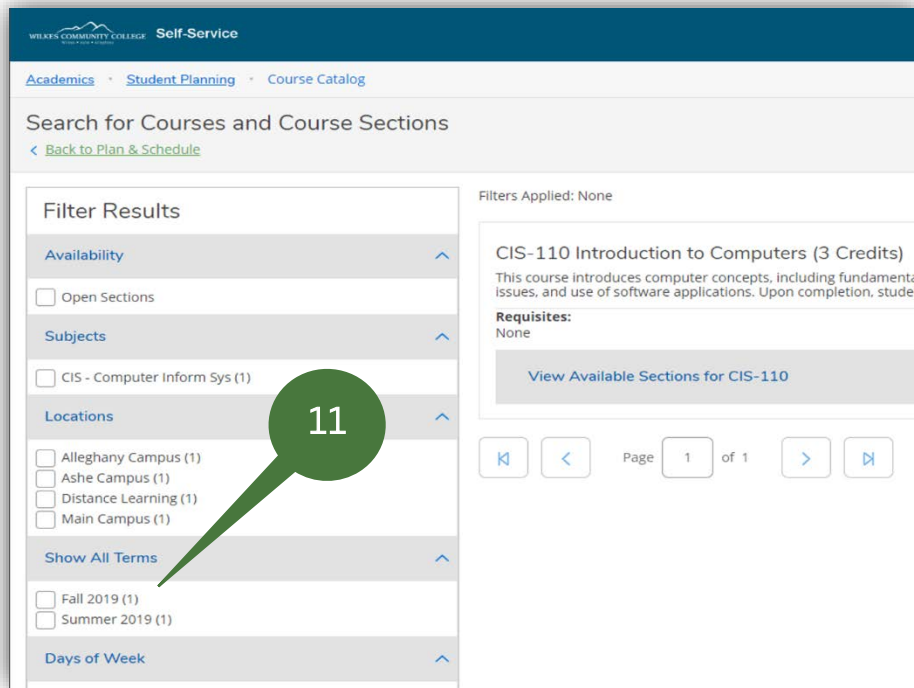 WILKES COMMUNITY COLLEGE Self-Service
Academics Student Planning Course Catalog
Search for Courses and Course Sections
< Back to Plan & Schedule
Filter Results
Availability
Open Sections
Subjects
CIS - Computer Inform Sys (1)
Locations
Alleghany Campus (1)
Ashe Campus (1)
Distance Learning (1)
Main Campus (1)
Show All Terms
Fall 2019 (1)
Summer 2019 (1)
Days of Week
11
Filters Applied: None
CIS-110 Introduction to Computers (3 Credits)
This course introduces computer concepts, including fundamenta
issues, and use of software applications. Upon completion, stude
Requisites:
None
View Available Sections for CIS-110
Page 1 of 1